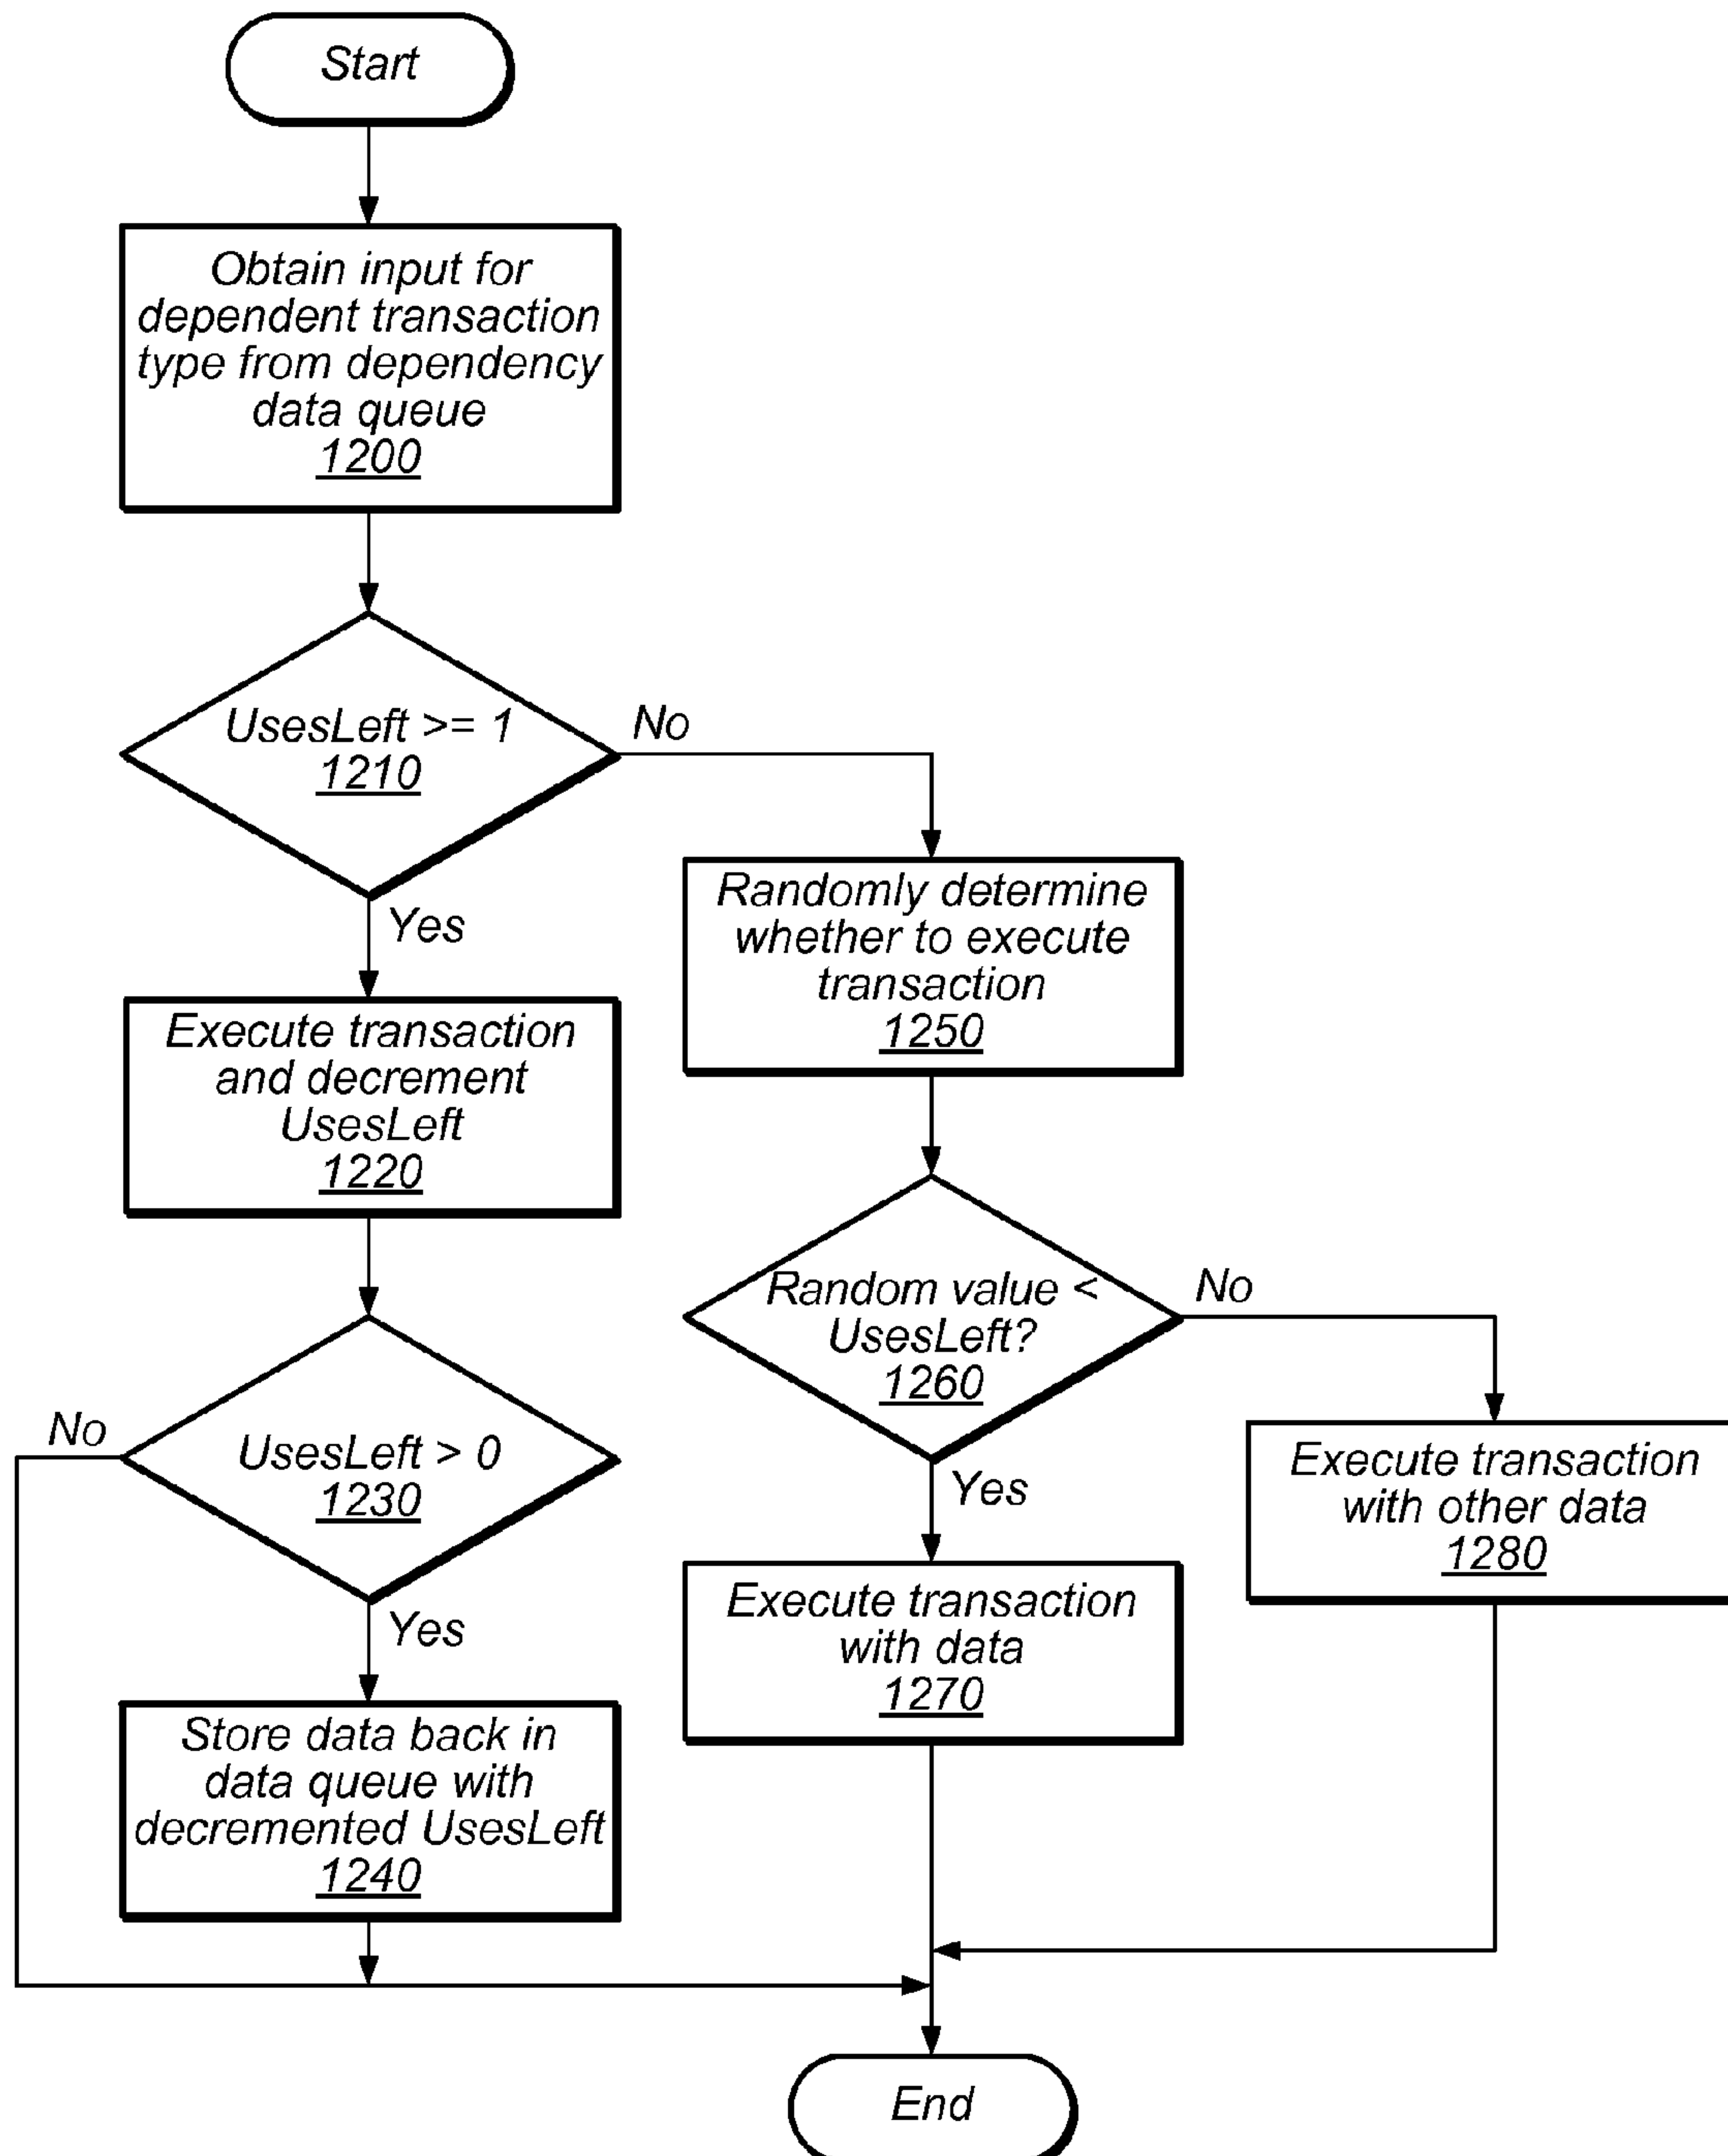 Start
Obtain input for
dependent transaction
type from dependency
data queue
1200
UsesLeft >= 1
1210
No
Yes
Execute transaction
and decrement
UsesLeft
1220
UsesLeft > 0
1230
No
Yes
Store data back in
data queue with
decremented UsesLeft
1240
Randomly determine
whether to execute
transaction
1250
Random value <
UsesLeft?
1260
No
Yes
Execute transaction
with data
1270
Execute transaction
with other data
1280
End